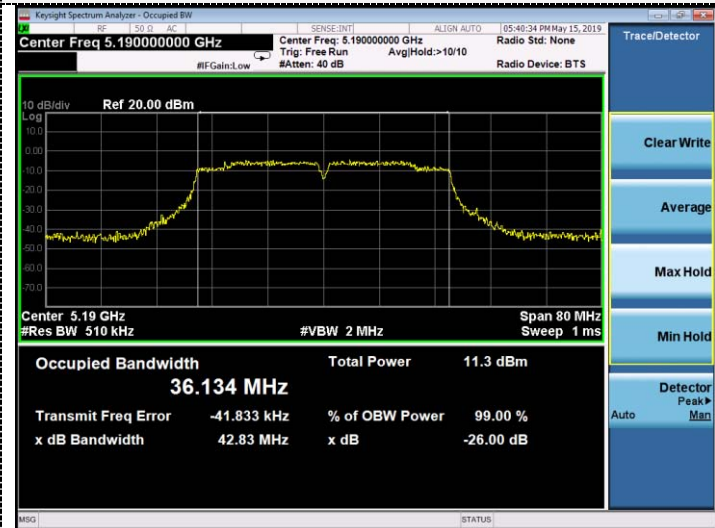 Keysight Spectrum Analyzer - Occupied BW
RF 50 Ω AC SENSE:INT ALIGN AUTO 05:40:34 PM May 15, 2019
Center Freq 5.190000000 GHz
Center Freq: 5.190000000 GHz Radio Std: None
Trig: Free Run Avg|Hold:>10/10
#IFGain:Low #Atten: 40 dB Radio Device: BTS
10 dB/div Ref 20.00 dBm
Log
10.0
0.00
-10.0
-20.0
-30.0
-40.0
-50.0
-60.0
-70.0
Center 5.19 GHz Span 80 MHz
#Res BW 510 kHz #VBW 2 MHz Sweep 1 ms
Occupied Bandwidth Total Power 11.3 dBm
36.134 MHz
Transmit Freq Error -41.833 kHz % of OBW Power 99.00 %
x dB Bandwidth 42.83 MHz x dB -26.00 dB
MSG STATUS
Trace/Detector
Clear Write
Average
Max Hold
Min Hold
Detector
Peak▶
Auto Man